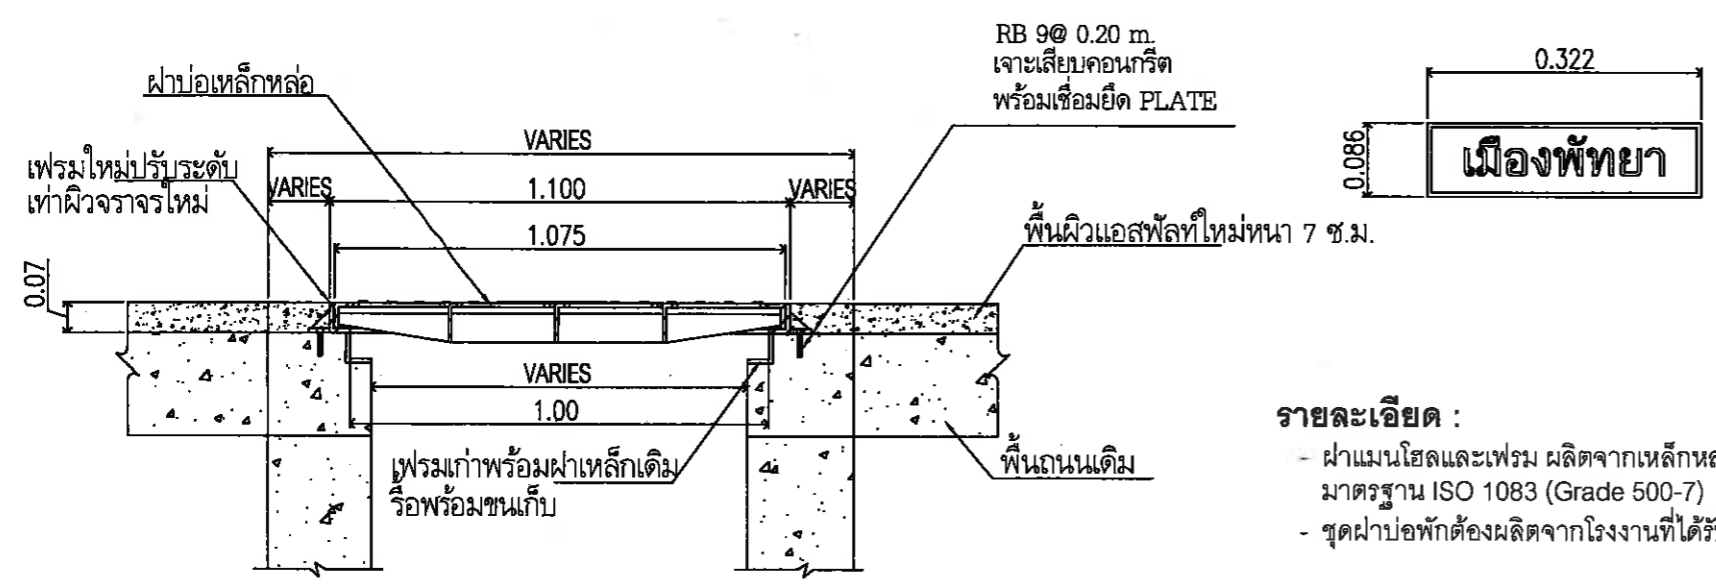 RB 9@ 0.20 m.
เจาะเสียบคอนกรีต
พร้อมเชื่อมยึด PLATE
ฝาบ่อเหล็กหล่อ
0.322
VARIES
0.086
เมืองพัทยา
เฟรมใหม่ปรับระดับ
เท่าผิวจราจรใหม่
VARIES
1.100
VARIES
1.075
พื้นผิวแอสฟัลท์ใหม่หนา 7 ซ.ม.
0.07
VARIES
1.00
เฟรมเก่าพร้อมฝาเหล็กเดิม
รื้อพร้อมขนเก็บ
พื้นถนนเดิม
รายละเอียด :
- ฝาแมนโฮลและเฟรม ผลิตจากเหล็กหล
มาตรฐาน ISO 1083 (Grade 500-7)
- ชุดฝาบ่อพักต้องผลิตจากโรงงานที่ได้รั